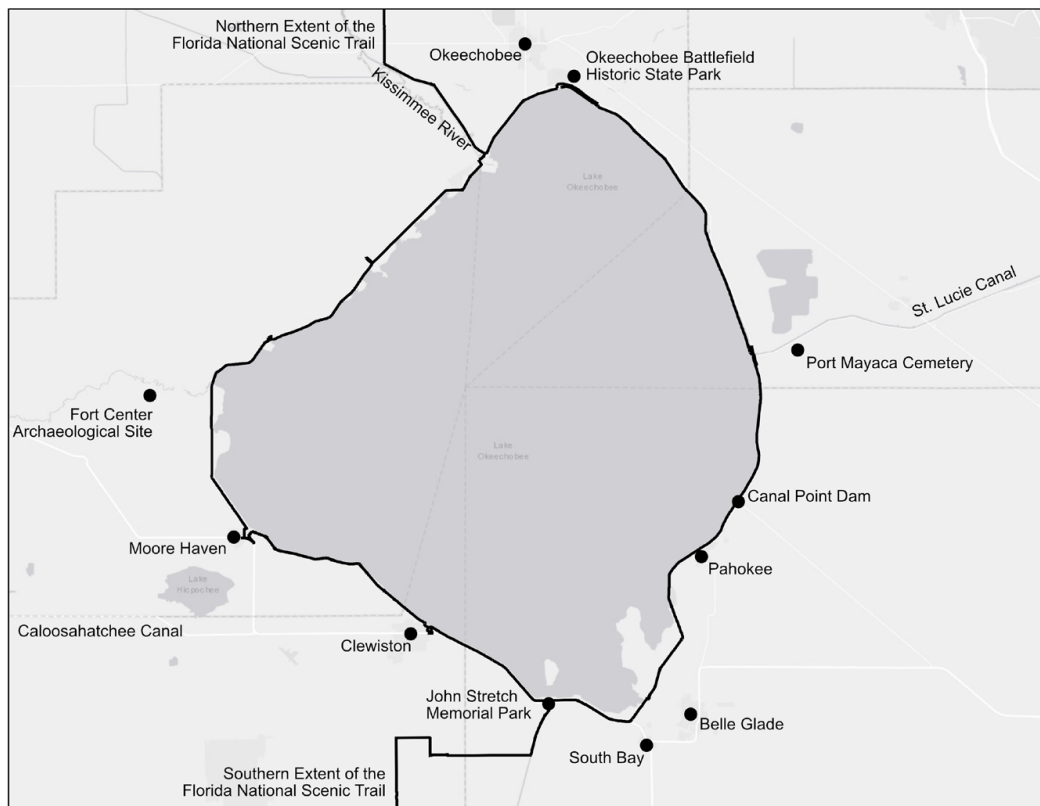 Northern Extent of the
Florida National Scenic Trail
Okeechobee
Okeechobee Battlefield
Historic State Park
Kissimmee River
Lake
Okeechobee
St. Lucie Canal
Port Mayaca Cemetery
Fort Center
Archaeological Site
Lake
Okeechobee
Canal Point Dam
Moore Haven
Pahokee
Lake
Hicpochee
Caloosahatchee Canal
Clewiston
John Stretch
Memorial Park
Belle Glade
South Bay
Southern Extent of the
Florida National Scenic Trail